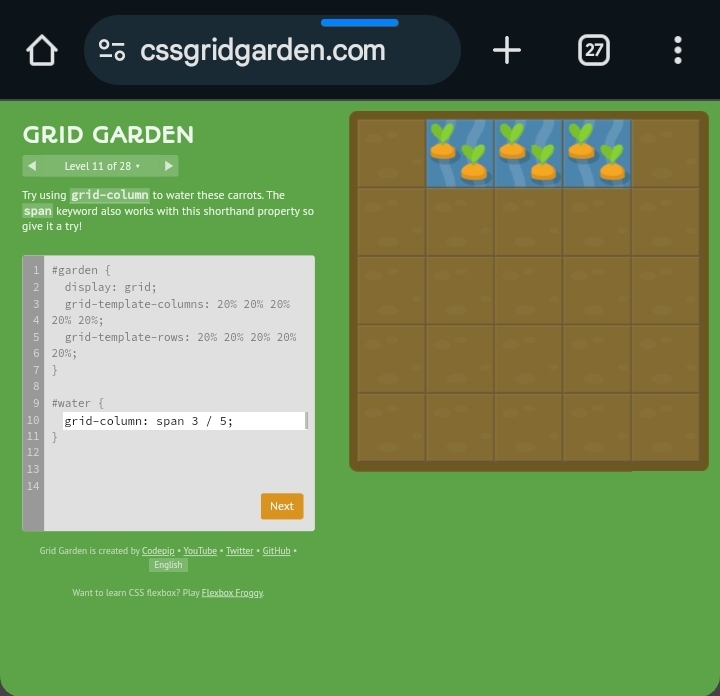 cssgridgarden.com
27
GRID GARDEN
Level 11 of 28
Try using grid-column to water these carrots. The
span keyword also works with this shorthand property so
give it a try!
1 #garden {
2 display: grid;
3 grid-template-columns: 20% 20% 20%
4 20% 20%;
5 grid-template-rows: 20% 20% 20% 20%
6 20%;
7 }
8
9 #water {
10 grid-column: span 3 / 5;
11 }
12
13
14
Next
Grid Garden is created by Codepip • YouTube • Twitter • GitHub •
English
Want to learn CSS flexbox? Play Flexbox Froggy.